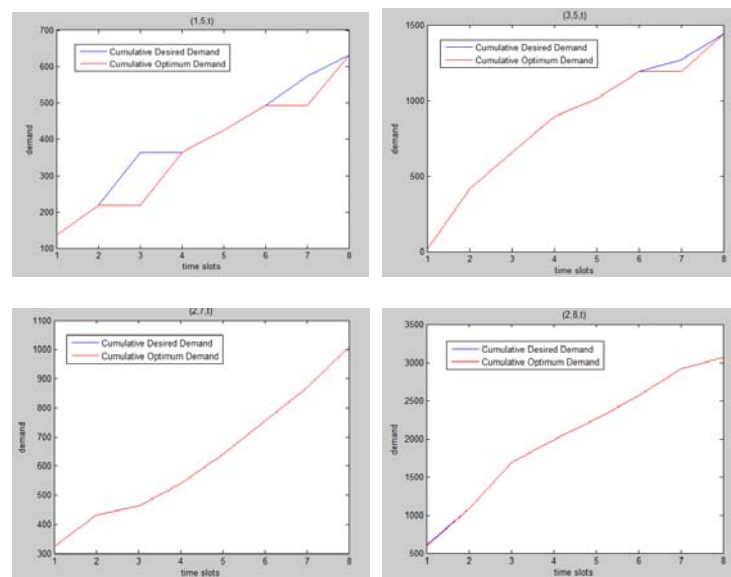 (1,5,t)
700
600
500
400
300
200
100
demand
Cumulative Desired Demand
Cumulative Optimum Demand
1 2 3 4 5 6 7 8
time slots
(3,5,t)
1500
1000
500
0
demand
Cumulative Desired Demand
Cumulative Optimum Demand
1 2 3 4 5 6 7 8
time slots
(2,7,t)
1100
1000
900
800
700
600
500
400
300
demand
Cumulative Desired Demand
Cumulative Optimum Demand
1 2 3 4 5 6 7 8
time slots
(2,8,t)
3500
3000
2500
2000
1500
1000
500
demand
Cumulative Desired Demand
Cumulative Optimum Demand
1 2 3 4 5 6 7 8
time slots